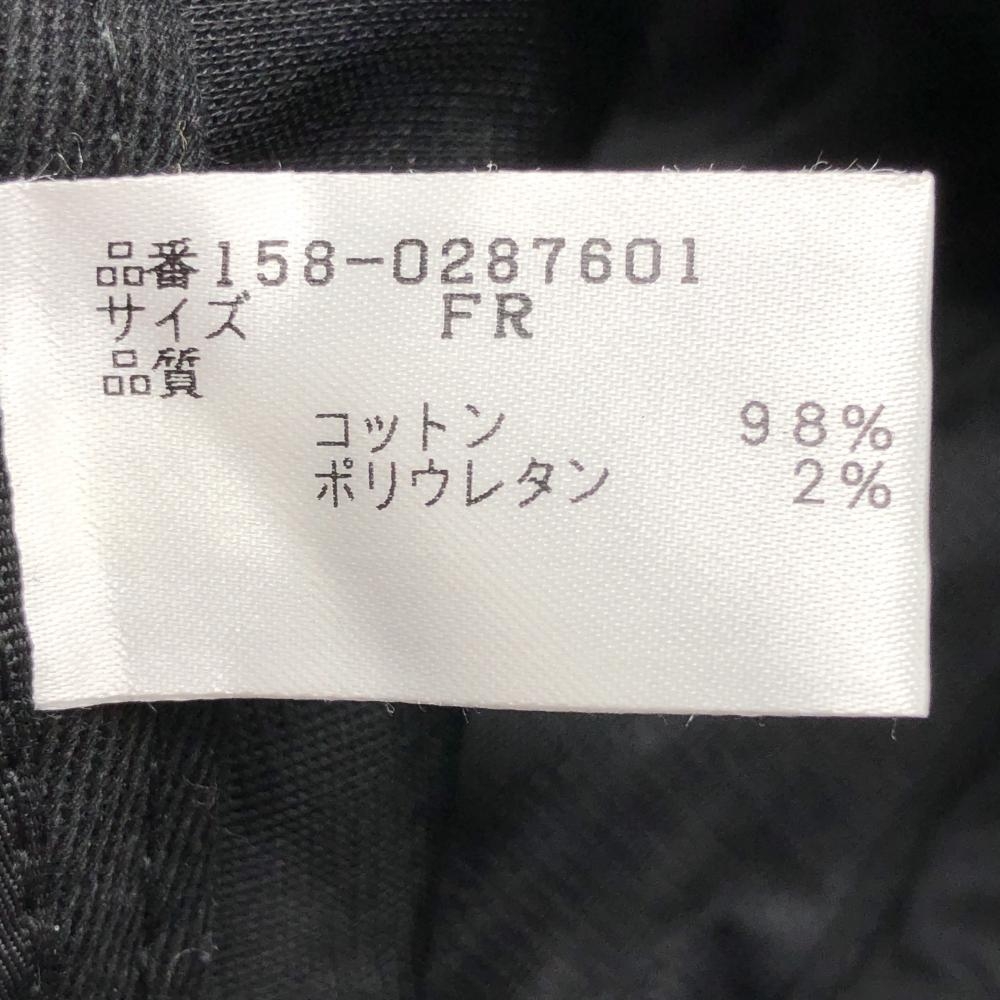 品番158-0287601
サイズ FR
品質
コットン 98%
ポリウレタン 2%